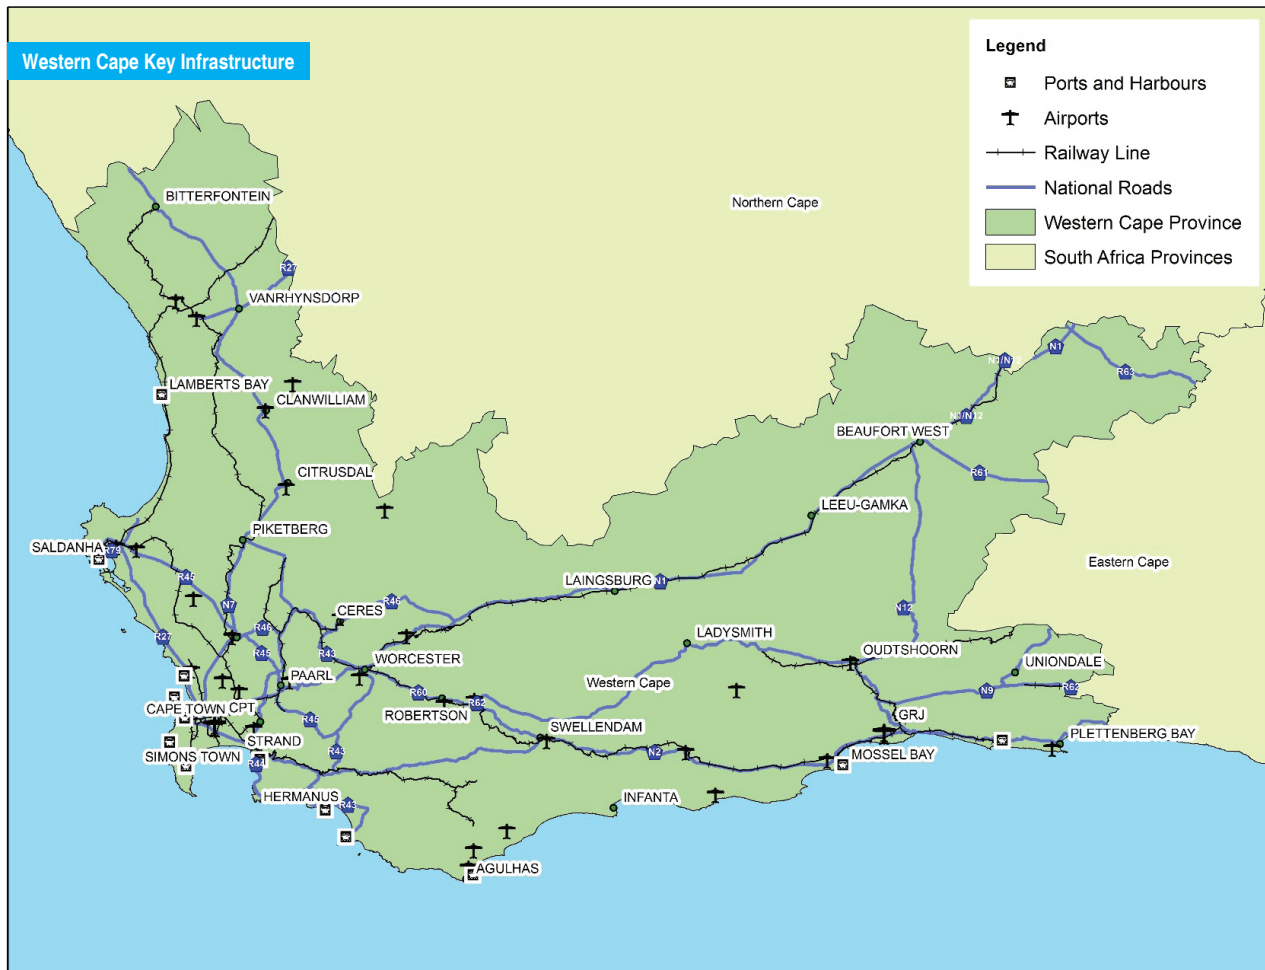 Western Cape Key Infrastructure
Legend
Ports and Harbours
Airports
Railway Line
National Roads
Western Cape Province
South Africa Provinces
Northern Cape
BITTERFONTEIN
R27
VANRHYNSDORP
N1
R63
LAMBERTS BAY
CLANWILLIAM
N1/N12
BEAUFORT WEST
CITRUSDAL
R61
LEEU-GAMKA
PIKETBERG
SALDANHA
R79
Eastern Cape
R45
LAINGSBURG
N1
N7
CERES
R46
N12
R27
R46
LADYSMITH
R45
R43
WORCESTER
OUDTSHOORN
UNIONDALE
PAARL
Western Cape
R60
N9
R62
CAPE TOWN
CPT
R45
ROBERTSON
R62
GRJ
SWELLENDAM
PLETTENBERG BAY
STRAND
SIMONS TOWN
R44
R43
N2
MOSSEL BAY
HERMANUS
R43
INFANTA
AGULHAS